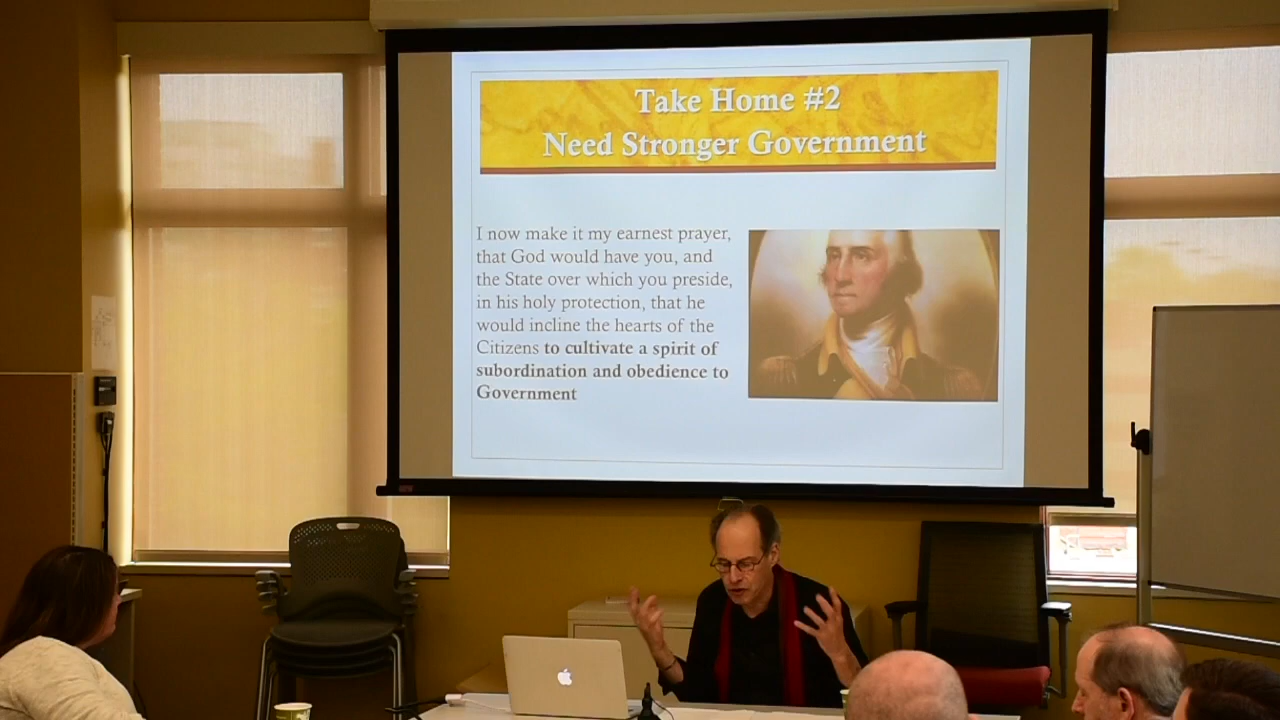 Take Home #2
Need Stronger Government
I now make it my earnest prayer,
that God would have you, and
the State over which you preside,
in his holy protection, that he
would incline the hearts of the
Citizens to cultivate a spirit of
subordination and obedience to
Government